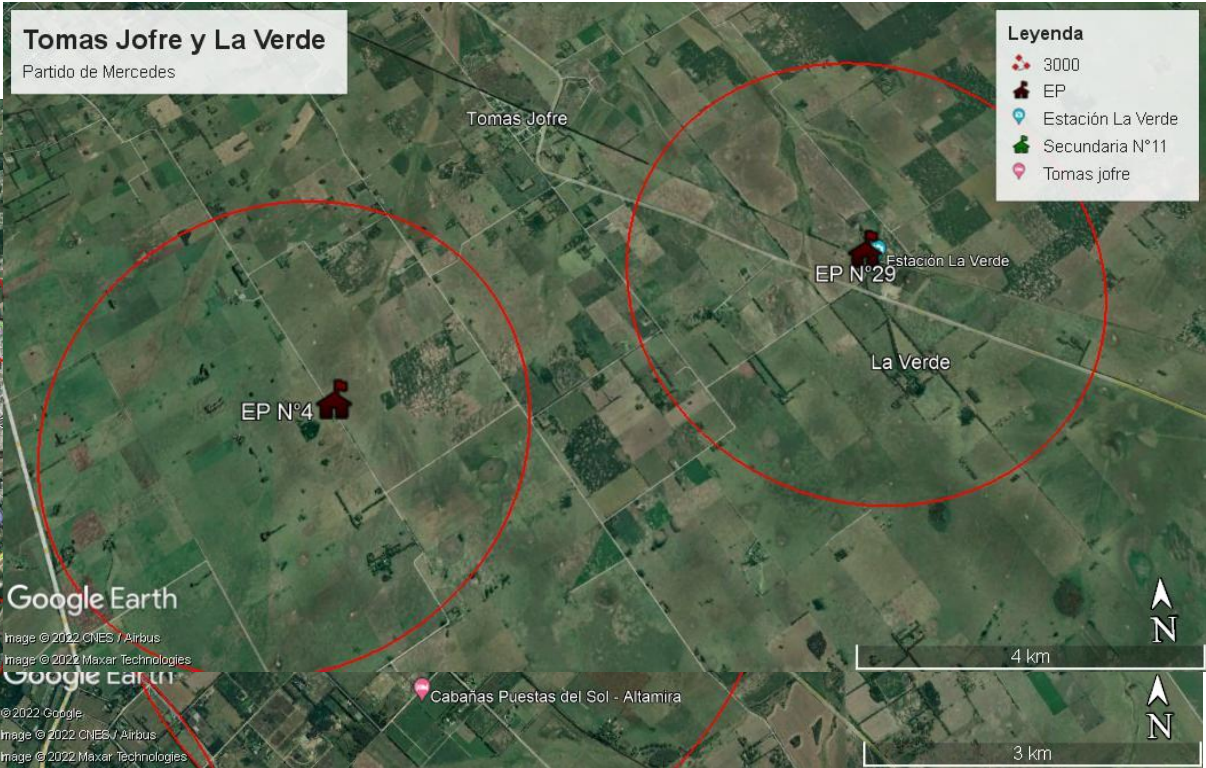 Tomas Jofre y La Verde
Partido de Mercedes
Leyenda
3000
EP
Estación La Verde
Secundaria N°11
Tomas jofre
Tomas Jofre
Estación La Verde
EP N°29
La Verde
EP N°4
Google Earth
Image © 2022 CNES / Airbus
Image © 2022 Maxar Technologies
N
4 km
Google Earth
Cabañas Puestas del Sol - Altamira
© 2022 Google
Image © 2022 CNES / Airbus
Image © 2022 Maxar Technologies
N
3 km